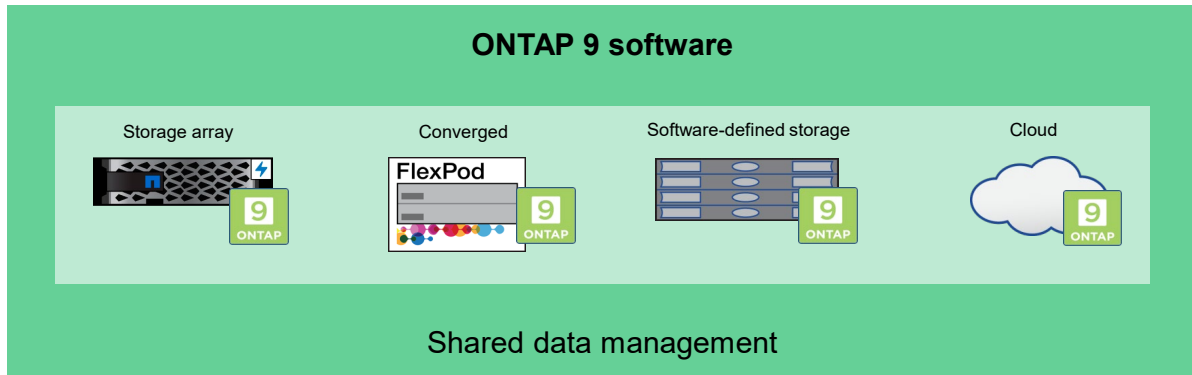 ONTAP 9 software
Storage array
Converged
Software-defined storage
Cloud
FlexPod
9
ONTAP
9
ONTAP
9
ONTAP
9
ONTAP
Shared data management